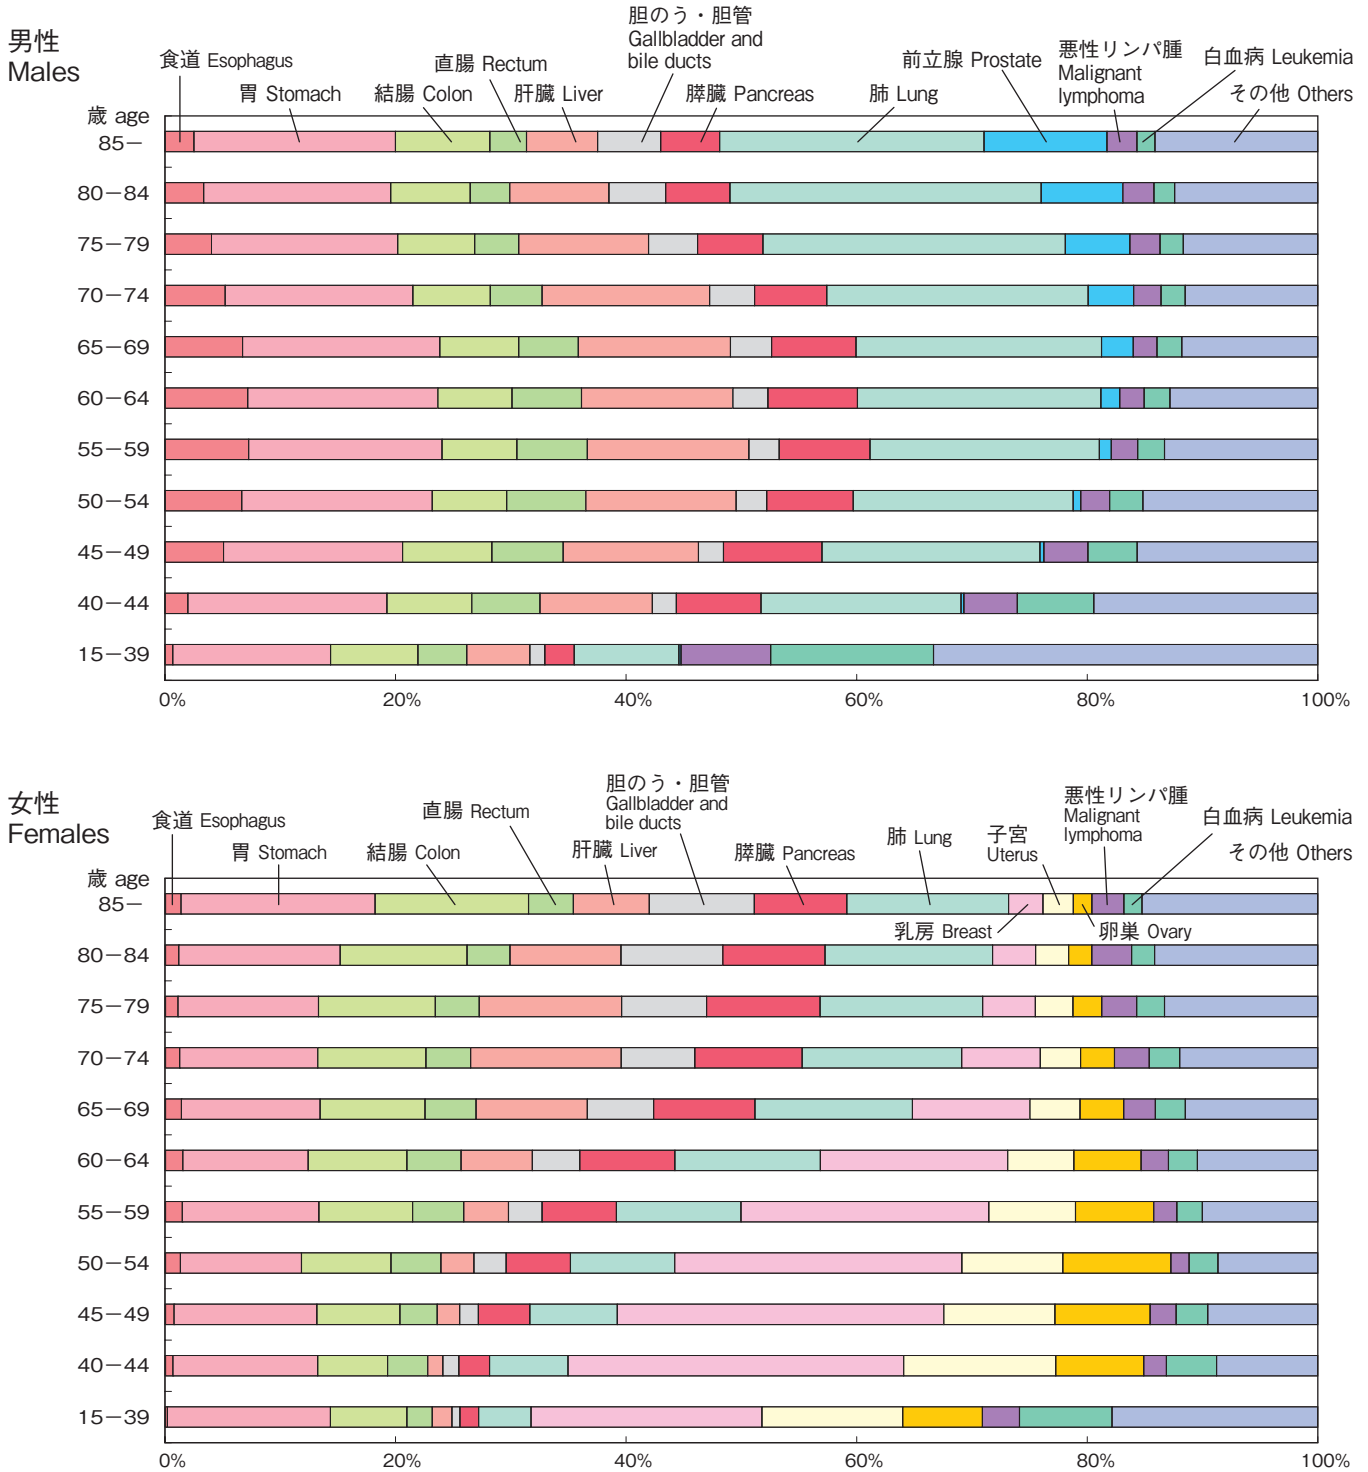 男性
Males
食道 Esophagus
胃 Stomach
結腸 Colon
直腸 Rectum
肝臓 Liver
胆のう・胆管
Gallbladder and
bile ducts
膵臓 Pancreas
肺 Lung
前立腺 Prostate
悪性リンパ腫
Malignant
lymphoma
白血病 Leukemia
その他 Others
歳 age
85－
80－84
75－79
70－74
65－69
60－64
55－59
50－54
45－49
40－44
15－39
0% 20% 40% 60% 80% 100%
女性
Females
食道 Esophagus
胃 Stomach
結腸 Colon
直腸 Rectum
肝臓 Liver
胆のう・胆管
Gallbladder and
bile ducts
膵臓 Pancreas
肺 Lung
子宮
Uterus
悪性リンパ腫
Malignant
lymphoma
白血病 Leukemia
その他 Others
歳 age
85－
乳房 Breast
卵巣 Ovary
80－84
75－79
70－74
65－69
60－64
55－59
50－54
45－49
40－44
15－39
0% 20% 40% 60% 80% 100%